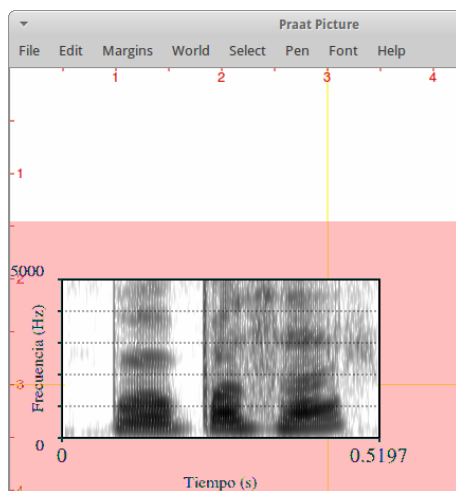 Praat Picture
File Edit Margins World Select Pen Font Help
1 2 3 4
1
2
5000
Frecuencia (Hz)
3
0
0 0.5197
Tiempo (s)
4